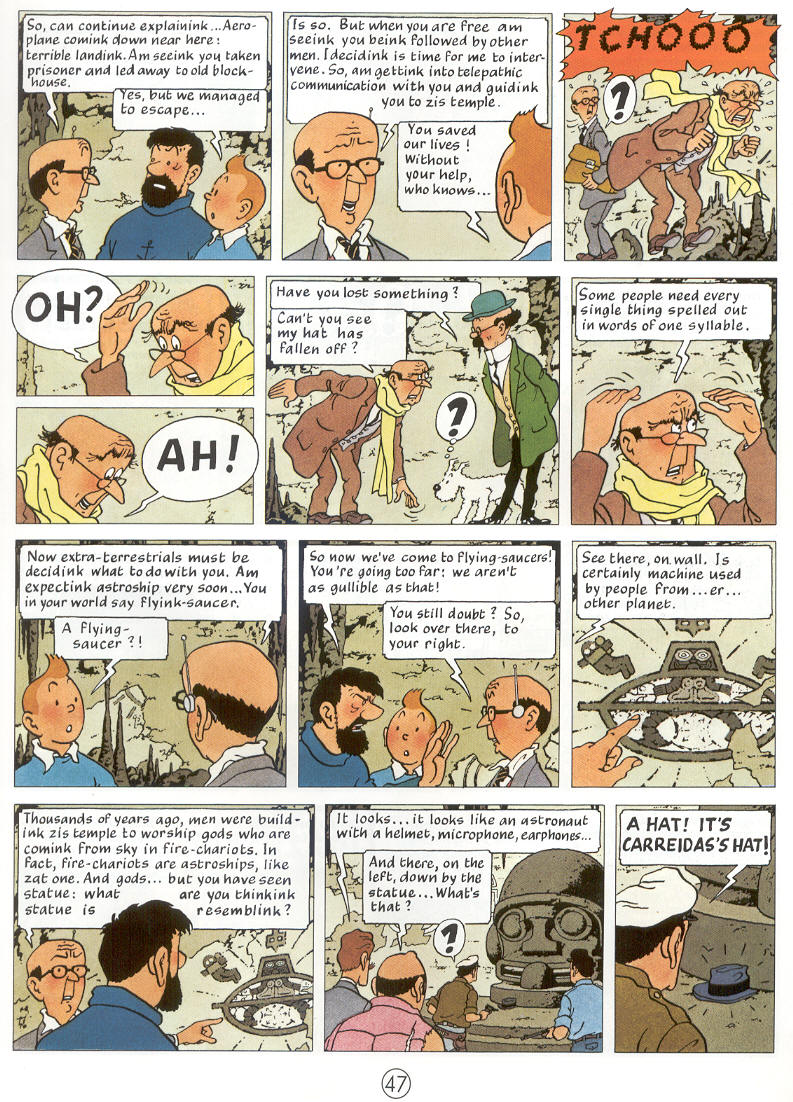 So, can continue explainink...Aero-
plane comink down near here:
terrible landink. Am seeink you taken
prisoner and led away to old block-
house.
Yes, but we managed
to escape...
Is so. But when you are free am
seeink you beink followed by other
men. I decidink is time for me to inter-
vene. So, am gettink into telepathic
communication with you and guidink
you to zis temple.
You saved
our lives!
Without
your help,
who knows...
TCHOOO
?
OH?
AH!
Have you lost something?
Can't you see
my hat has
fallen off?
?
Some people need every
single thing spelled out
in words of one syllable.
Now extra-terrestrials must be
decidink what to do with you. Am
expectink astroship very soon...You
in your world say flyink-saucer.
A flying-
saucer?!
So now we've come to flying-saucers!
You're going too far: we aren't
as gullible as that!
You still doubt? So,
look over there, to
your right.
See there, on wall. Is
certainly machine used
by people from...er...
other planet.
Thousands of years ago, men were build-
ink zis temple to worship gods who are
comink from sky in fire-chariots. In
fact, fire-chariots are astroships, like
zat one. And gods... but you have seen
statue: what are you thinkink
statue is resemblink?
It looks...it looks like an astronaut
with a helmet, microphone, earphones...
And there, on the
left, down by the
statue...What's
that?
?
A HAT! IT'S
CARREIDAS'S HAT!
47